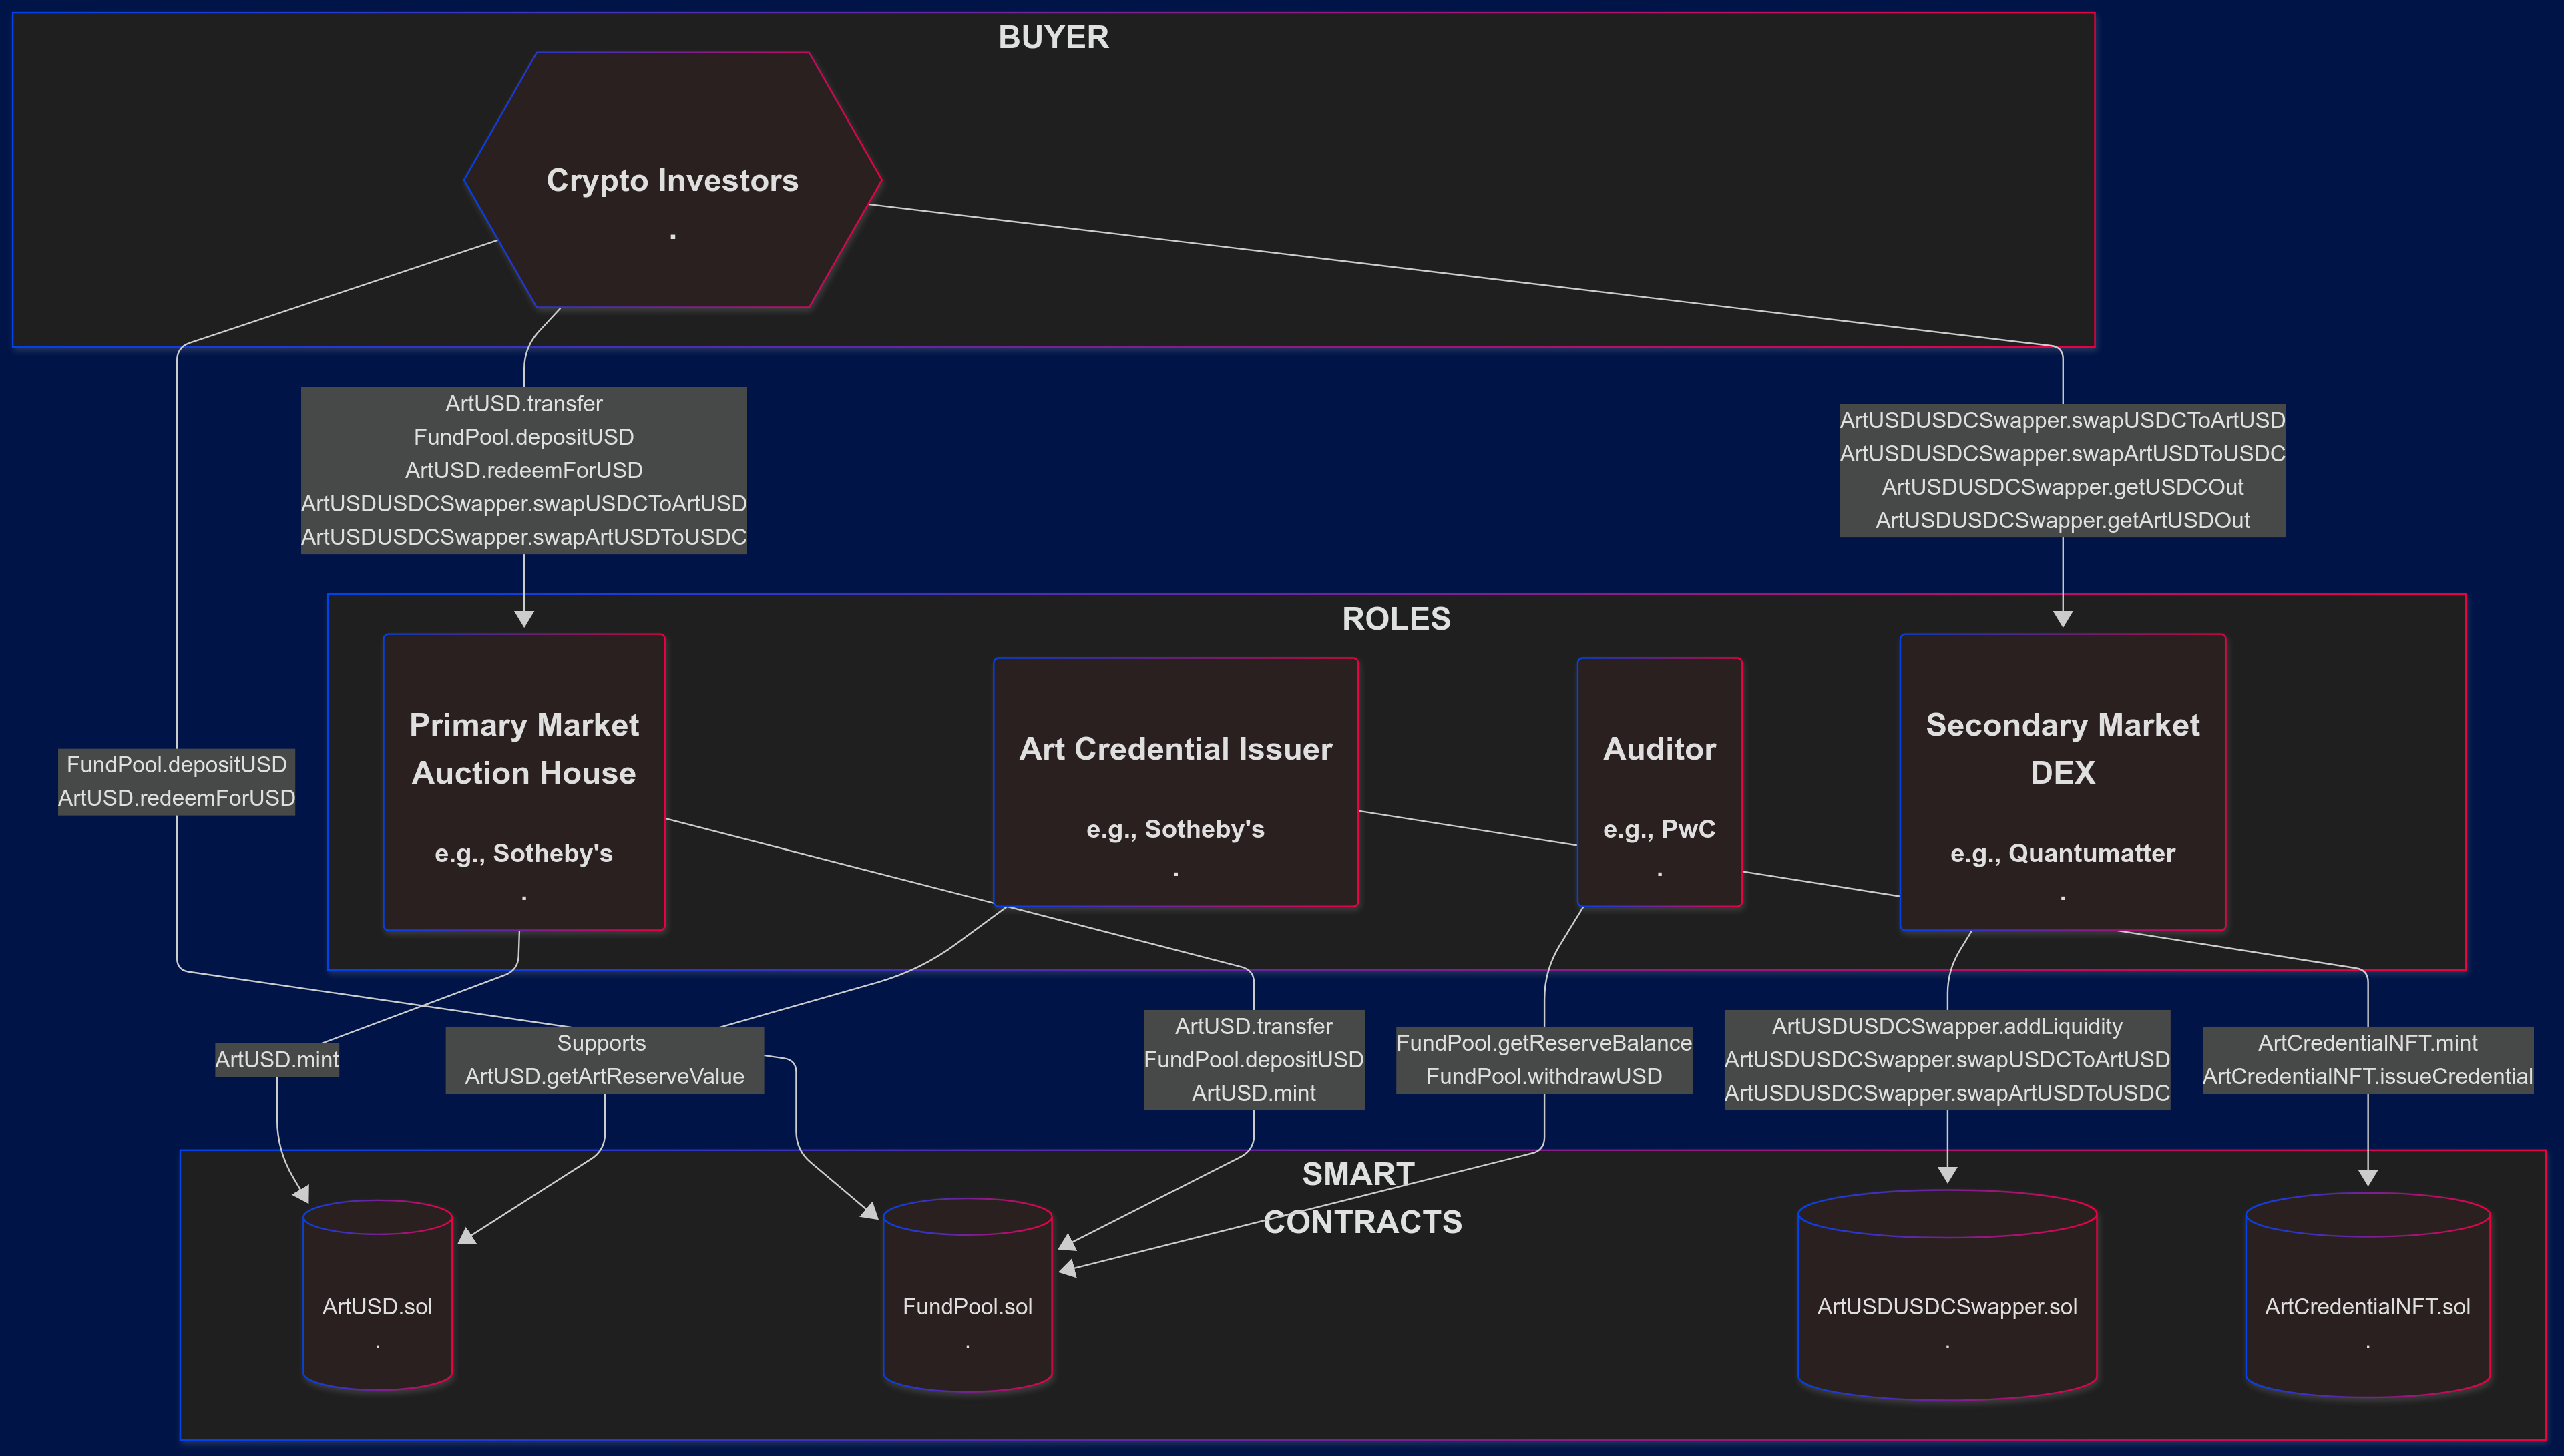 BUYER
Crypto Investors
.
ArtUSD.transfer
FundPool.depositUSD
ArtUSD.redeemForUSD
ArtUSDUSDCSwapper.swapUSDCToArtUSD
ArtUSDUSDCSwapper.swapArtUSDToUSDC
ArtUSDUSDCSwapper.swapUSDCToArtUSD
ArtUSDUSDCSwapper.swapArtUSDToUSDC
ArtUSDUSDCSwapper.getUSDCOut
ArtUSDUSDCSwapper.getArtUSDOut
FundPool.depositUSD
ArtUSD.redeemForUSD
ROLES
Primary Market
Auction House
e.g., Sotheby's
.
Art Credential Issuer
e.g., Sotheby's
.
Auditor
e.g., PwC
.
Secondary Market
DEX
e.g., Quantumatter
.
ArtUSD.mint
Supports
ArtUSD.getArtReserveValue
ArtUSD.transfer
FundPool.depositUSD
ArtUSD.mint
FundPool.getReserveBalance
FundPool.withdrawUSD
ArtUSDUSDCSwapper.addLiquidity
ArtUSDUSDCSwapper.swapUSDCToArtUSD
ArtUSDUSDCSwapper.swapArtUSDToUSDC
ArtCredentialNFT.mint
ArtCredentialNFT.issueCredential
SMART
CONTRACTS
ArtUSD.sol
.
FundPool.sol
.
ArtUSDUSDCSwapper.sol
.
ArtCredentialNFT.sol
.